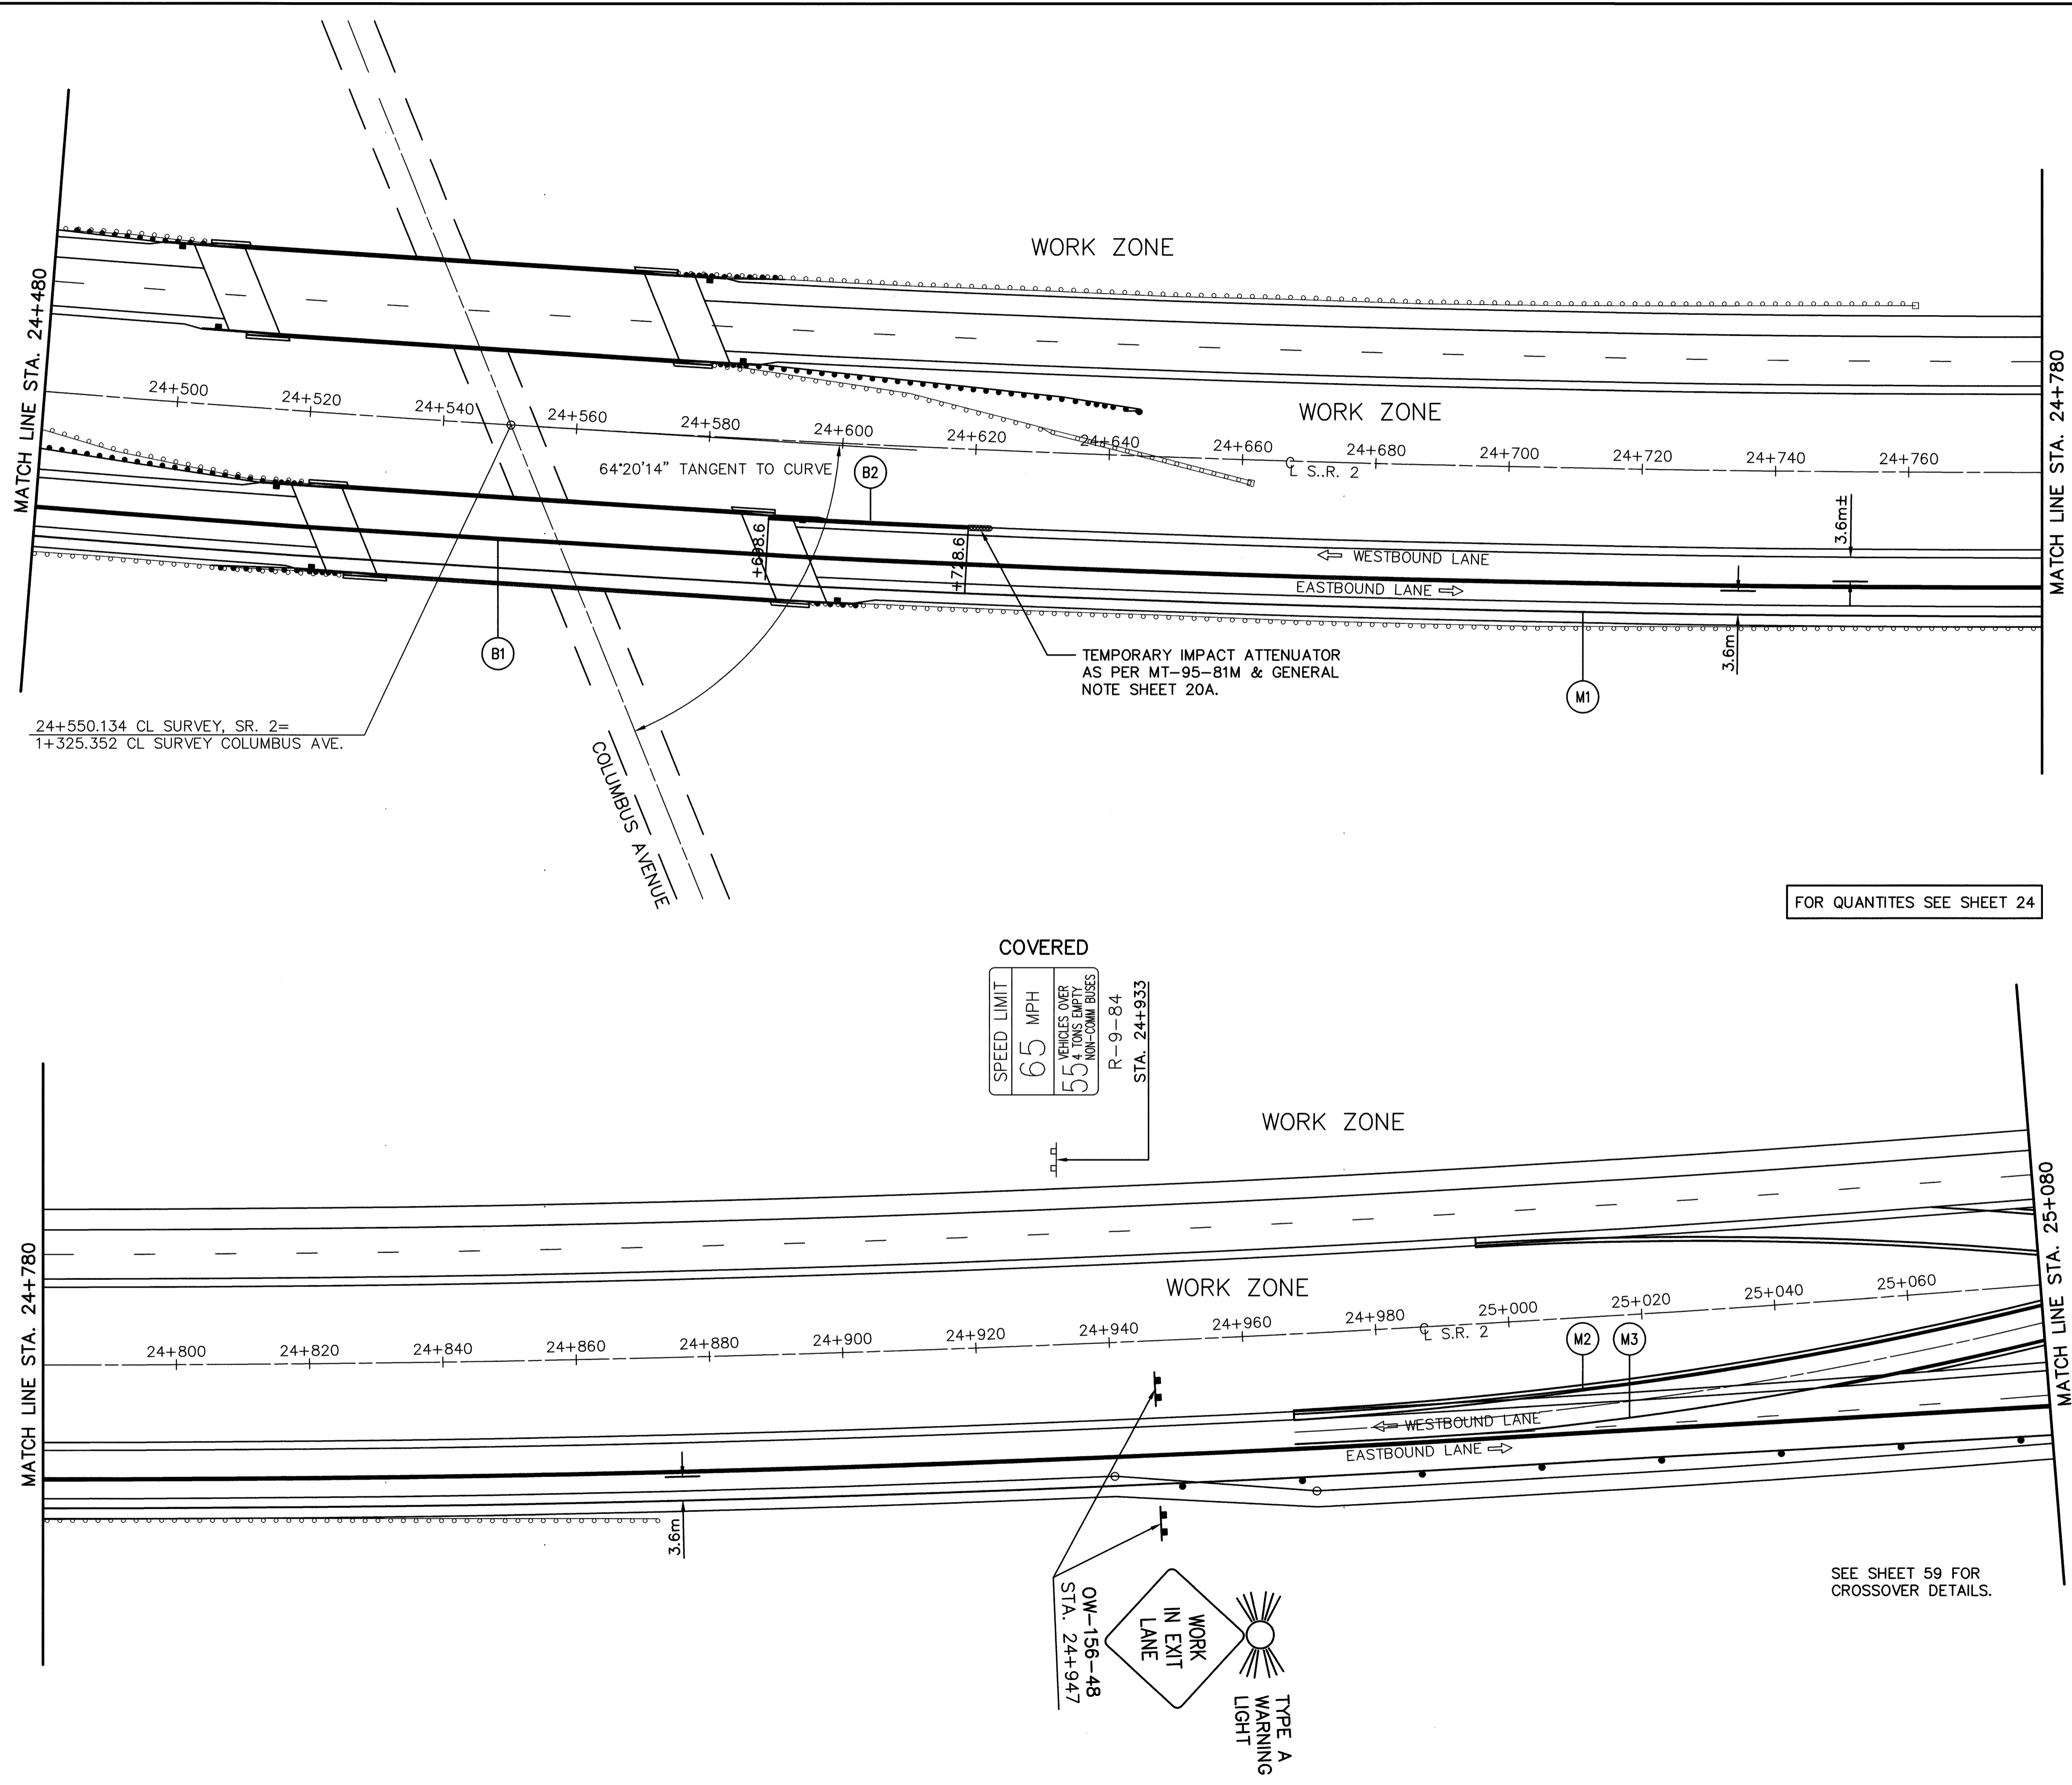 WORK ZONE
MATCH LINE STA. 24+480
24+500
24+520
24+540
24+560
24+580
24+600
24+620
24+640
24+660
24+680
24+700
24+720
24+740
24+760
WORK ZONE
℄ S..R. 2
MATCH LINE STA. 24+780
64°20'14" TANGENT TO CURVE
B2
+698.6
+728.6
3.6m±
WESTBOUND LANE
EASTBOUND LANE
B1
TEMPORARY IMPACT ATTENUATOR
AS PER MT-95-81M & GENERAL
NOTE SHEET 20A.
3.6m
M1
24+550.134 CL SURVEY, SR. 2=
1+325.352 CL SURVEY COLUMBUS AVE.
COLUMBUS AVENUE
FOR QUANTITES SEE SHEET 24
COVERED
SPEED LIMIT
65 MPH
55 VEHICLES OVER
4 TONS EMPTY
NON-COMM BUSES
R-9-84
STA. 24+933
WORK ZONE
MATCH LINE STA. 24+780
WORK ZONE
24+800
24+820
24+840
24+860
24+880
24+900
24+920
24+940
24+960
24+980
25+000
25+020
25+040
25+060
℄ S.R. 2
M2
M3
MATCH LINE STA. 25+080
WESTBOUND LANE
EASTBOUND LANE
3.6m
OW-156-48
STA. 24+947
WORK
IN EXIT
LANE
TYPE A
WARNING
LIGHT
SEE SHEET 59 FOR
CROSSOVER DETAILS.